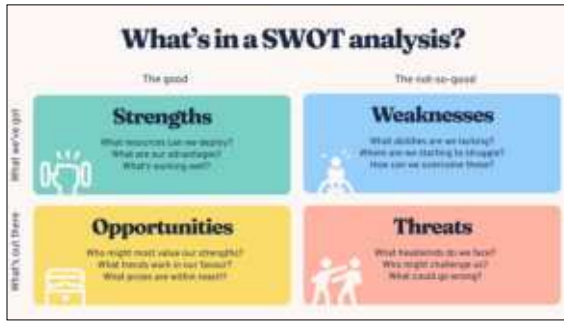 What's in a SWOT analysis?
The good
The not-so-good
What we've got
Strengths
What resources can we deploy?
What are our advantages?
What's working well?
Weaknesses
What abilities are we lacking?
Where are we starting to struggle?
How can we overcome these?
What's out there
Opportunities
Who might most value our strengths?
What trends work in our favour?
What prizes are within reach?
Threats
What headwinds do we face?
Who might challenge us?
What could go wrong?